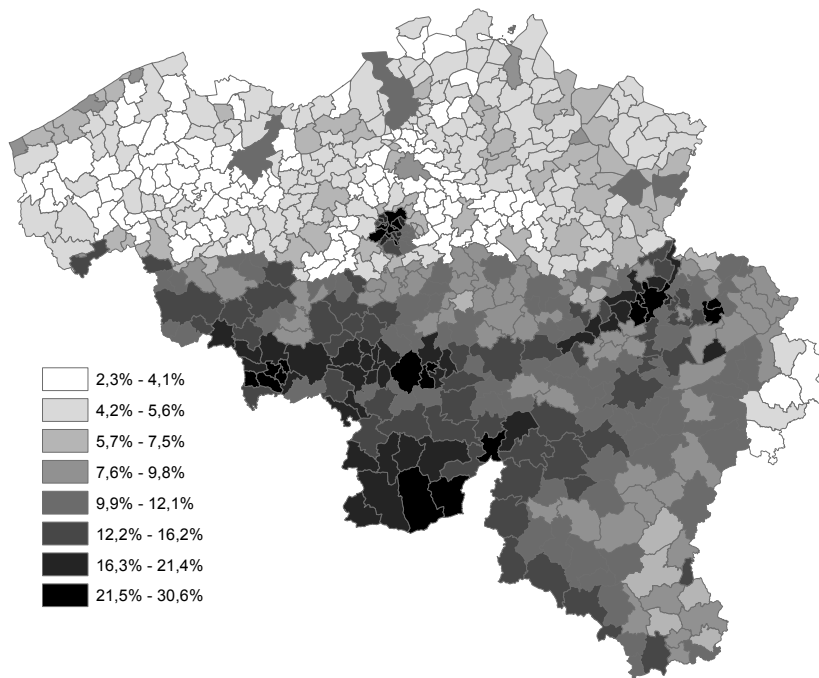 2,3% - 4,1%
4,2% - 5,6%
5,7% - 7,5%
7,6% - 9,8%
9,9% - 12,1%
12,2% - 16,2%
16,3% - 21,4%
21,5% - 30,6%